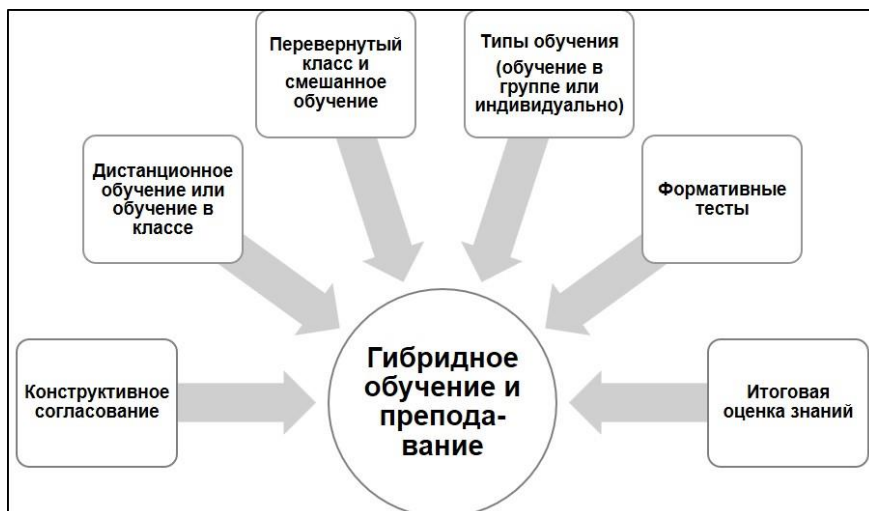 Перевернутый
класс и
смешанное
обучение
Типы обучения
(обучение в
группе или
индивидуально)
Дистанционное
обучение или
обучение в
классе
Формативные
тесты
Конструктивное
согласование
Гибридное
обучение и
препода-
вание
Итоговая
оценка знаний